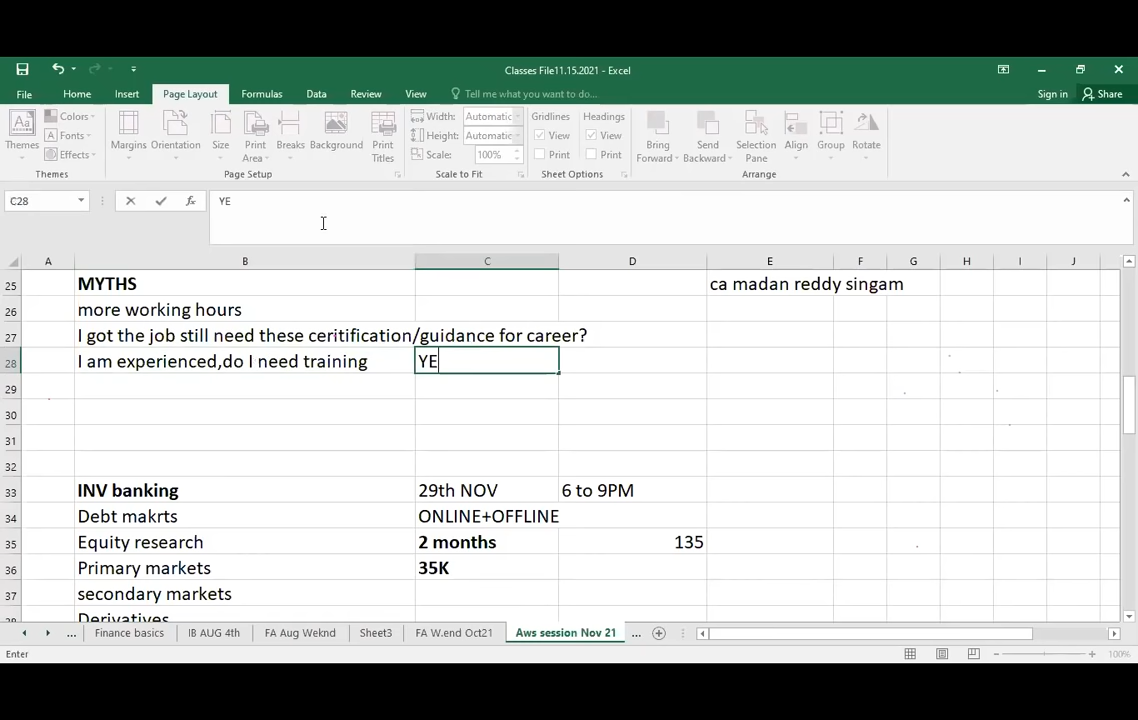 Classes File11.15.2021 - Excel
File Home Insert Page Layout Formulas Data Review View Tell me what you want to do... Sign in Share
Colors Width: Automatic Gridlines Headings
Fonts Height: Automatic View View
Themes Effects Margins Orientation Size Print Area Breaks Background Print Titles Scale: 100% Print Print Bring Forward Send Backward Selection Pane Align Group Rotate
Themes Page Setup Scale to Fit Sheet Options Arrange
C28 fx YE
A B C D E F G H I J
25 MYTHS ca madan reddy singam
26 more working hours
27 I got the job still need these ceritification/guidance for career?
28 I am experienced,do I need training YE
29
30
31
32
33 INV banking 29th NOV 6 to 9PM
34 Debt makrts ONLINE+OFFLINE
35 Equity research 2 months 135
36 Primary markets 35K
37 secondary markets
38 Derivatives
... Finance basics IB AUG 4th FA Aug Weknd Sheet3 FA W.end Oct21 Aws session Nov 21 ...
Enter 100%